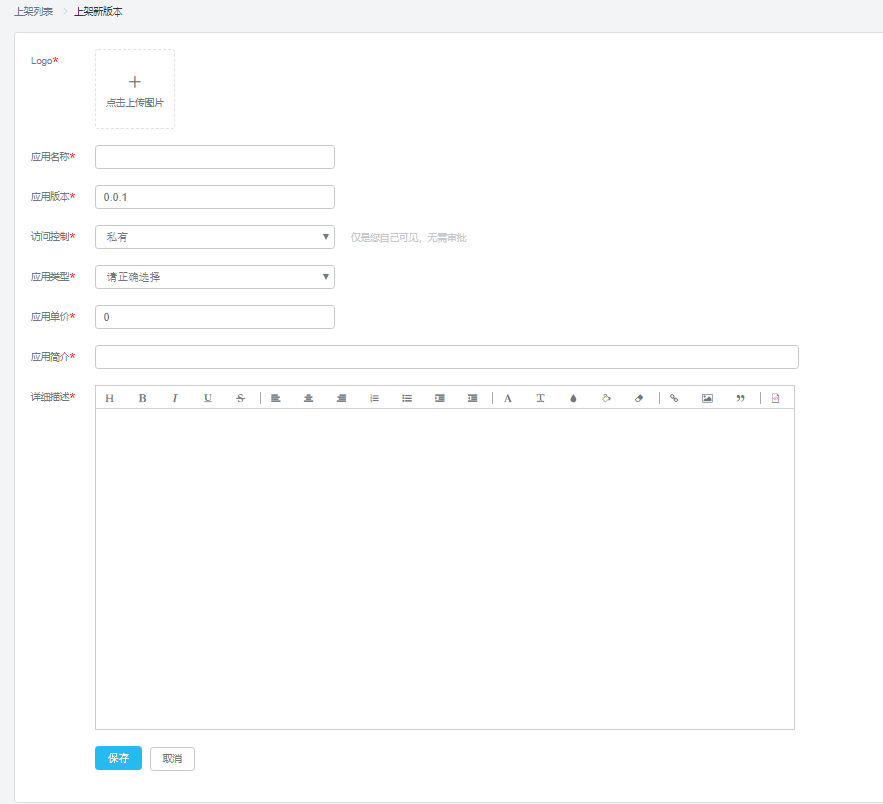 上架列表 > 上架新版本
Logo*
+
点击上传图片
应用名称*
应用版本* 0.0.1
访问控制* 私有 ▼ 仅是您自己可见，无需审批
应用类型* 请正确选择 ▼
应用单价* 0
应用简介*
详细描述* H B I U S A T
保存 取消